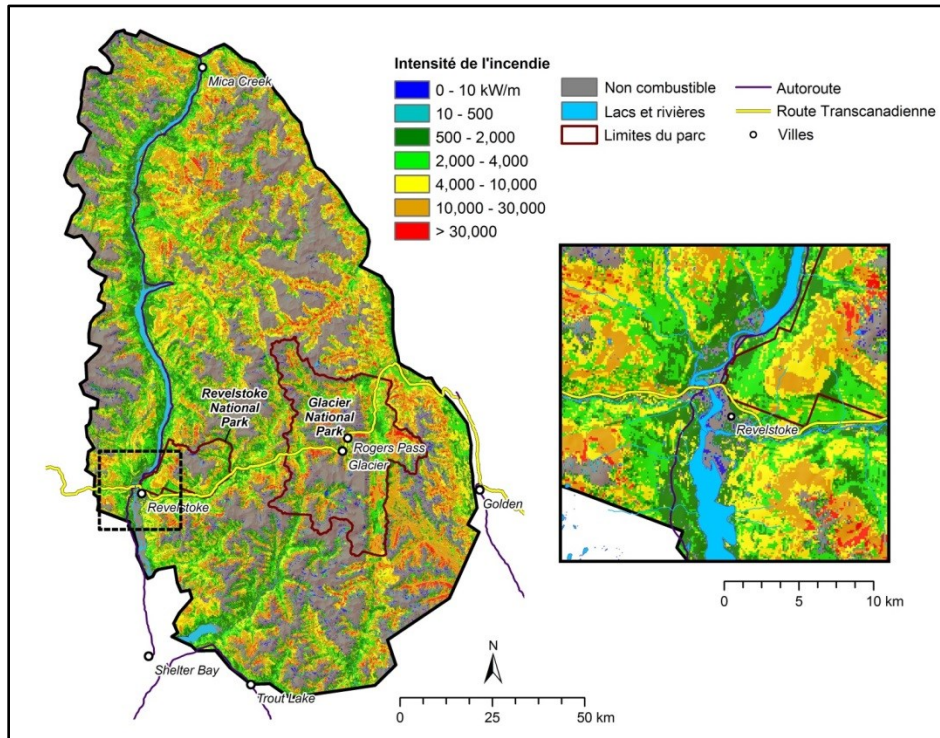 Mica Creek
Intensité de l'incendie
0 - 10 kW/m
10 - 500
500 - 2,000
2,000 - 4,000
4,000 - 10,000
10,000 - 30,000
> 30,000
Non combustible
Lacs et rivières
Limites du parc
Autoroute
Route Transcanadienne
Villes
Revelstoke
National
Park
Glacier
National
Park
Rogers Pass
Glacier
Revelstoke
Golden
Shelter Bay
Trout Lake
N
0 25 50 km
Revelstoke
0 5 10 km